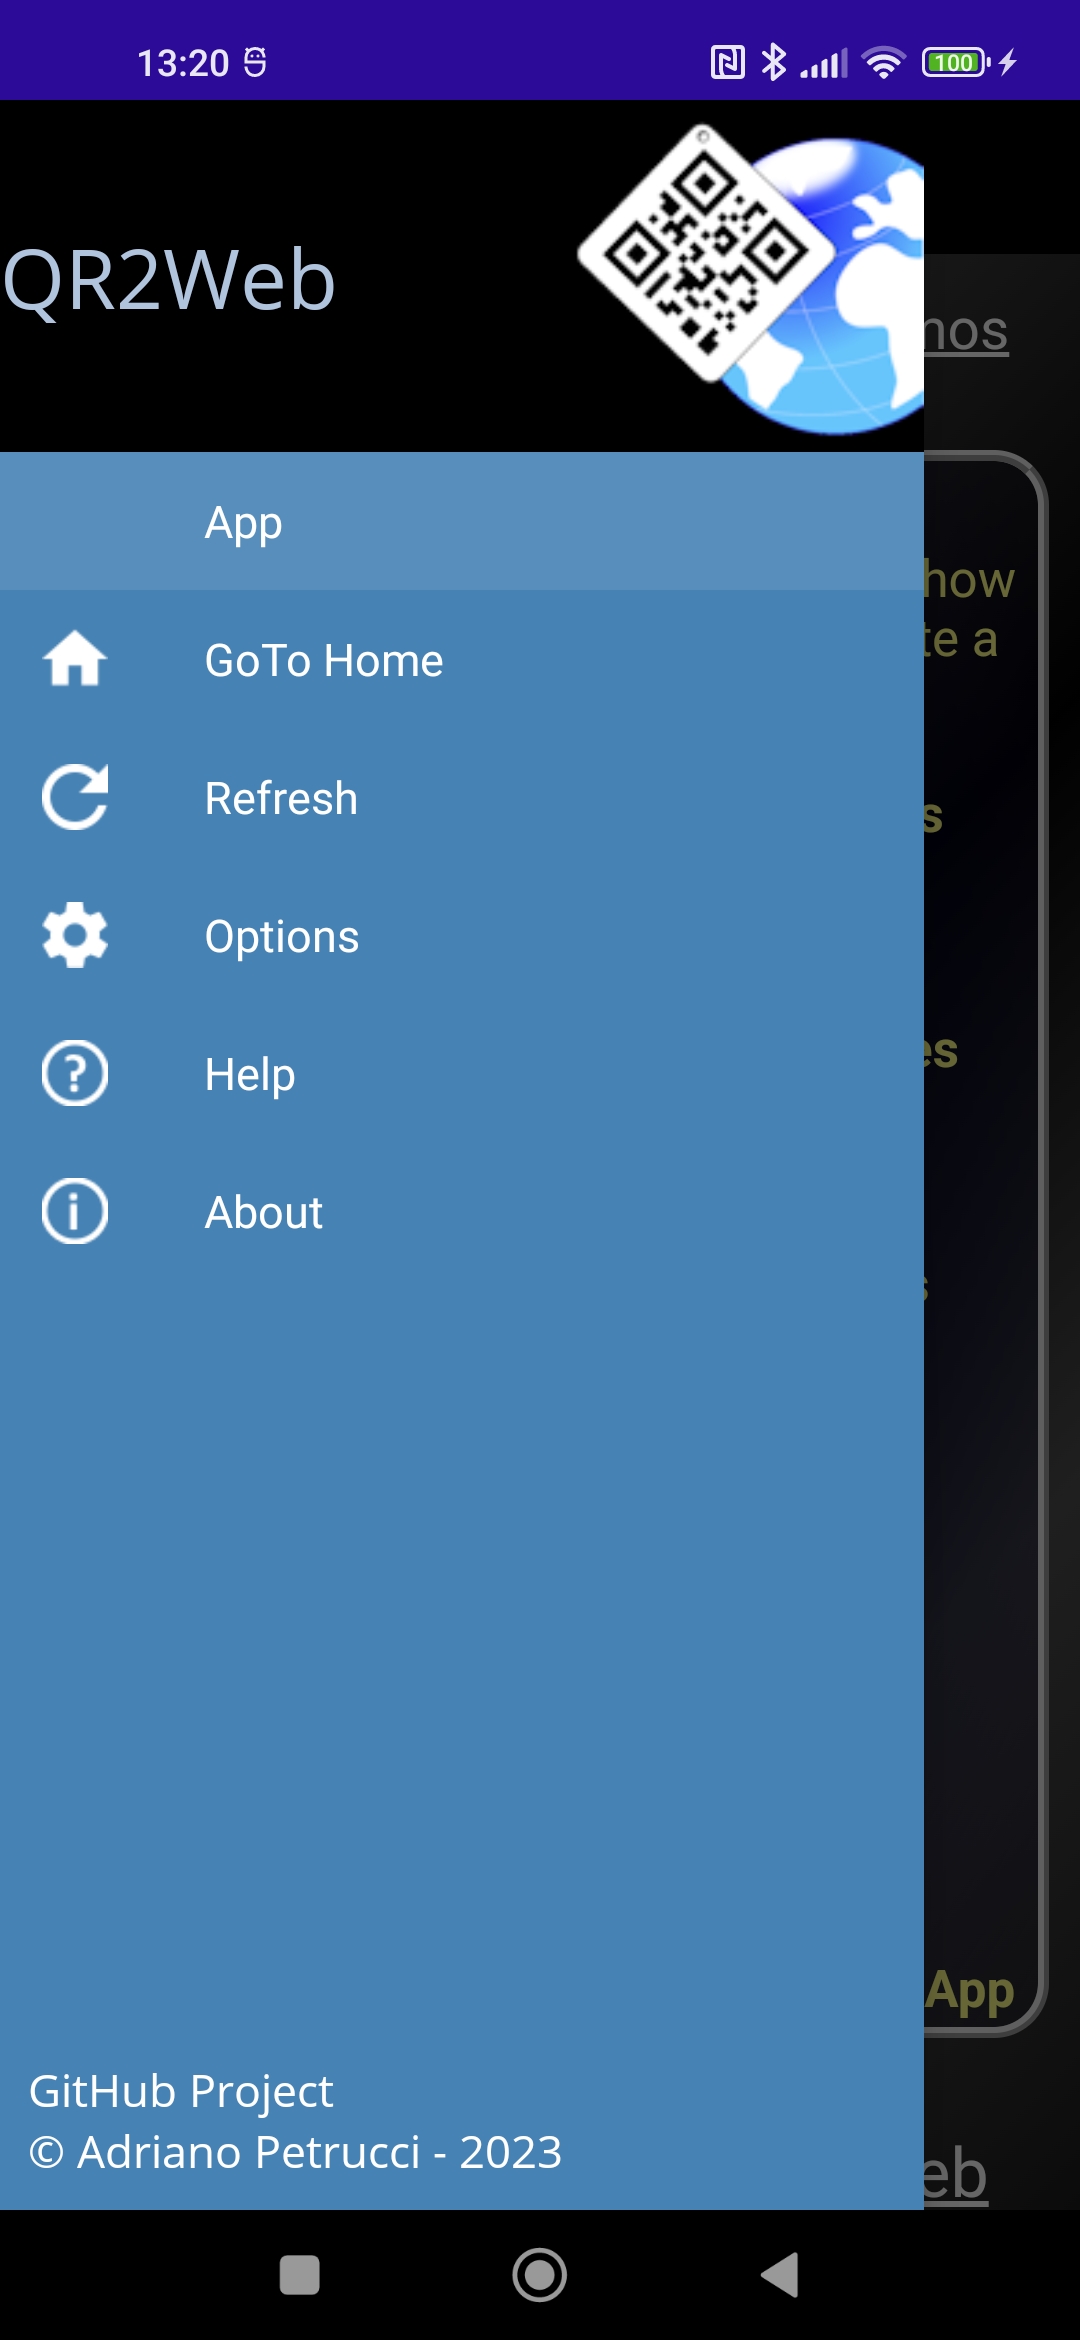 13:20
100
QR2Web
nos
App
how
te a
GoTo Home
Refresh
s
Options
Help
es
About
s
App
GitHub Project
© Adriano Petrucci - 2023
eb